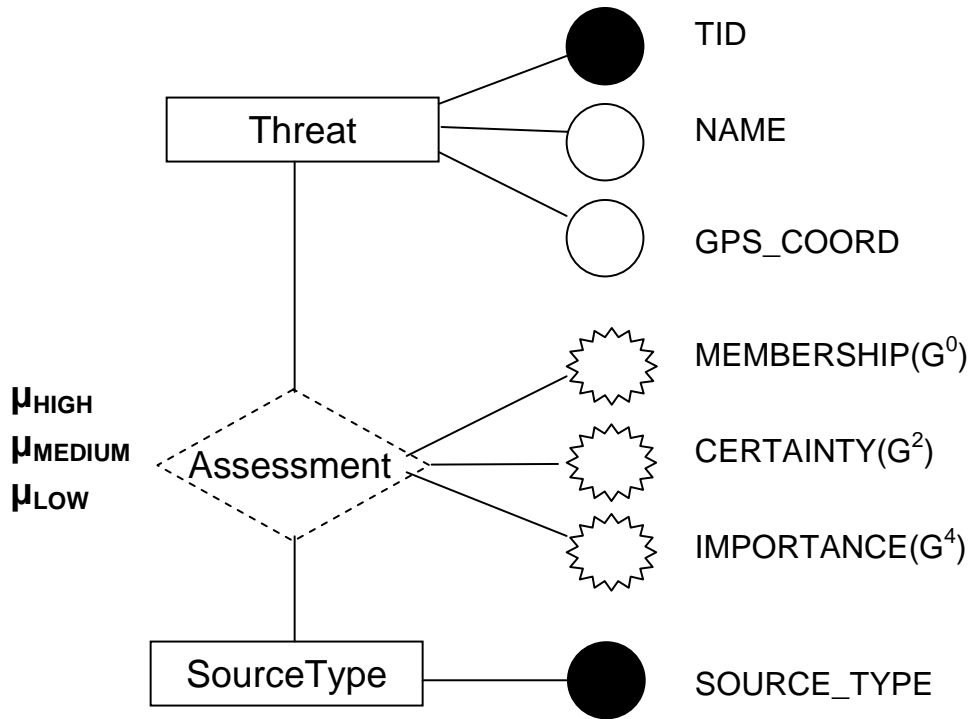 TID
Threat
NAME
GPS_COORD
MEMBERSHIP(G⁰)
μHIGH
μMEDIUM
μLOW
Assessment
CERTAINTY(G²)
IMPORTANCE(G⁴)
SourceType
SOURCE_TYPE